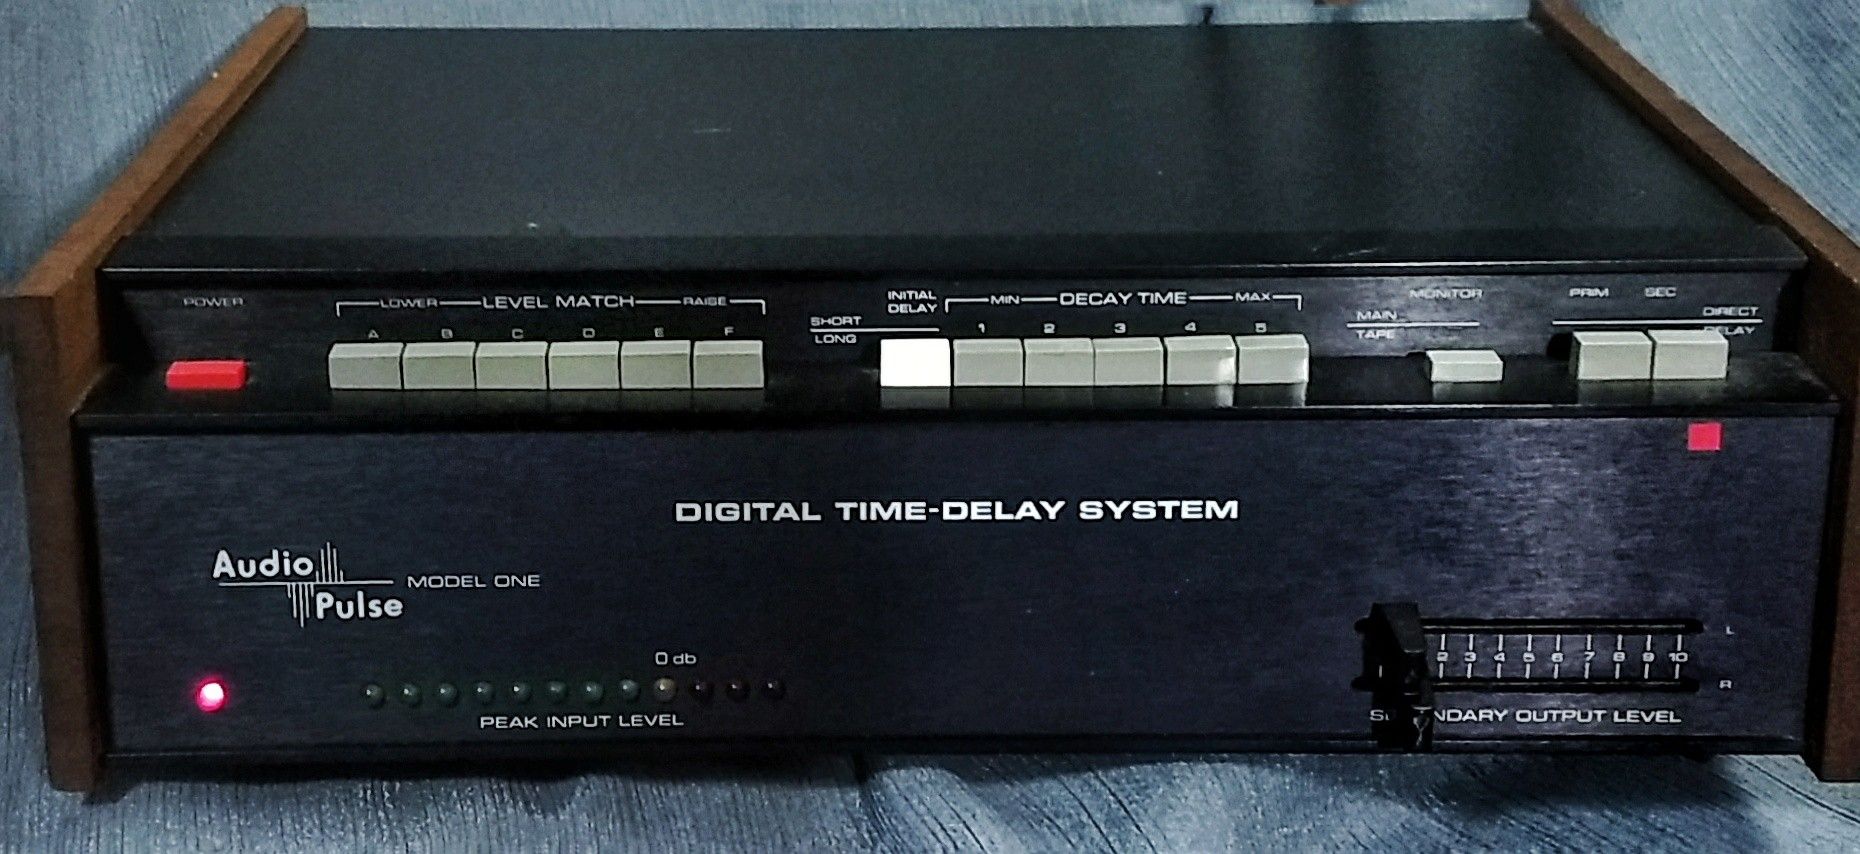 POWER
LOWER LEVEL MATCH RAISE
A B C D E F
SHORT
LONG
INITIAL
DELAY
MIN DECAY TIME MAX
1 2 3 4 5
MONITOR
MAIN
TAPE
PRIM SEC
DIRECT
DELAY
DIGITAL TIME-DELAY SYSTEM
Audio
Pulse
MODEL ONE
0 db
PEAK INPUT LEVEL
L
2 3 4 5 6 7 8 9 10
R
OUTPUT LEVEL